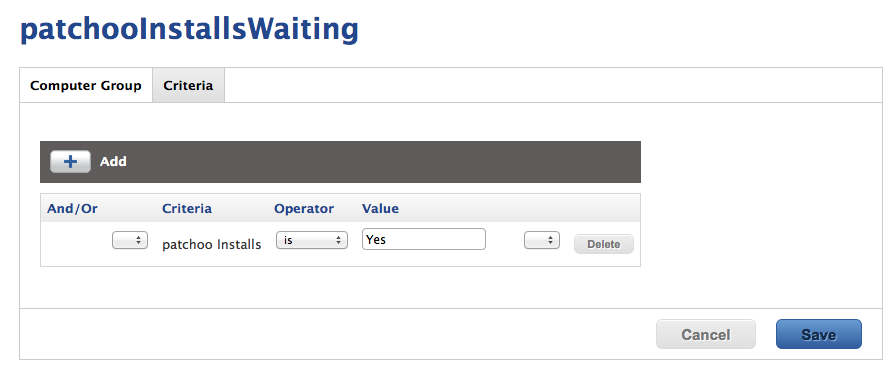 patchooInstallsWaiting
Computer Group Criteria
+ Add
And/Or Criteria Operator Value
patchoo Installs is Yes Delete
Cancel Save